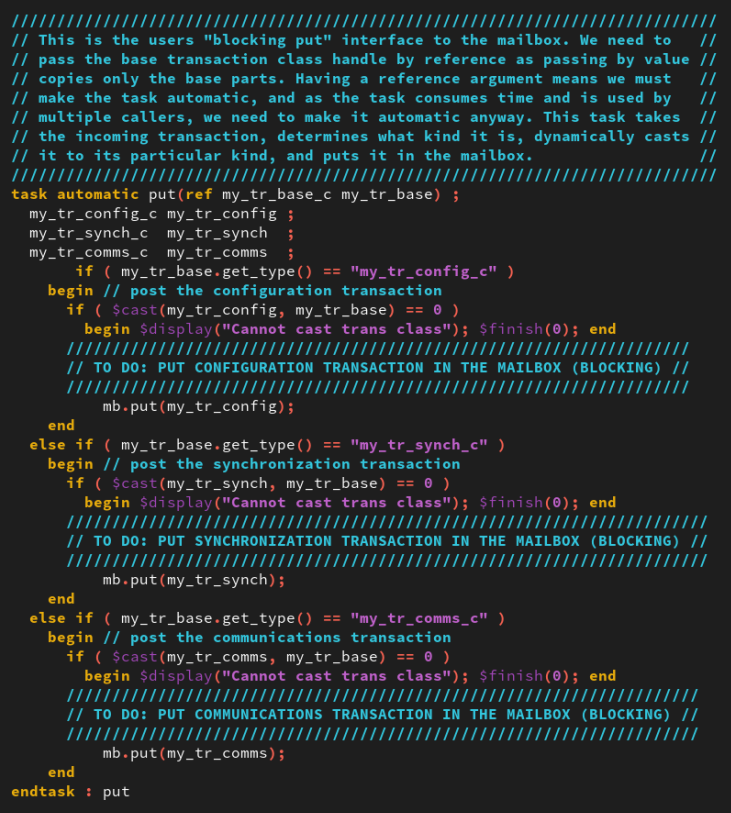 //////////////////////////////////////////////////////////////////////////////
// This is the users "blocking put" interface to the mailbox. We need to   //
// pass the base transaction class handle by reference as passing by value //
// copies only the base parts. Having a reference argument means we must   //
// make the task automatic, and as the task consumes time and is used by   //
// multiple callers, we need to make it automatic anyway. This task takes  //
// the incoming transaction, determines what kind it is, dynamically casts //
// it to its particular kind, and puts it in the mailbox.                  //
//////////////////////////////////////////////////////////////////////////////
task automatic put(ref my_tr_base_c my_tr_base) ;
  my_tr_config_c my_tr_config ;
  my_tr_synch_c  my_tr_synch  ;
  my_tr_comms_c  my_tr_comms  ;
       if ( my_tr_base.get_type() == "my_tr_config_c" )
    begin // post the configuration transaction
      if ( $cast(my_tr_config, my_tr_base) == 0 )
        begin $display("Cannot cast trans class"); $finish(0); end
      ////////////////////////////////////////////////////////////////////
      // TO DO: PUT CONFIGURATION TRANSACTION IN THE MAILBOX (BLOCKING) //
      ////////////////////////////////////////////////////////////////////
          mb.put(my_tr_config);
    end
  else if ( my_tr_base.get_type() == "my_tr_synch_c" )
    begin // post the synchronization transaction
      if ( $cast(my_tr_synch, my_tr_base) == 0 )
        begin $display("Cannot cast trans class"); $finish(0); end
      //////////////////////////////////////////////////////////////////////
      // TO DO: PUT SYNCHRONIZATION TRANSACTION IN THE MAILBOX (BLOCKING) //
      //////////////////////////////////////////////////////////////////////
          mb.put(my_tr_synch);
    end
  else if ( my_tr_base.get_type() == "my_tr_comms_c" )
    begin // post the communications transaction
      if ( $cast(my_tr_comms, my_tr_base) == 0 )
        begin $display("Cannot cast trans class"); $finish(0); end
      /////////////////////////////////////////////////////////////////////
      // TO DO: PUT COMMUNICATIONS TRANSACTION IN THE MAILBOX (BLOCKING) //
      /////////////////////////////////////////////////////////////////////
          mb.put(my_tr_comms);
    end
endtask : put